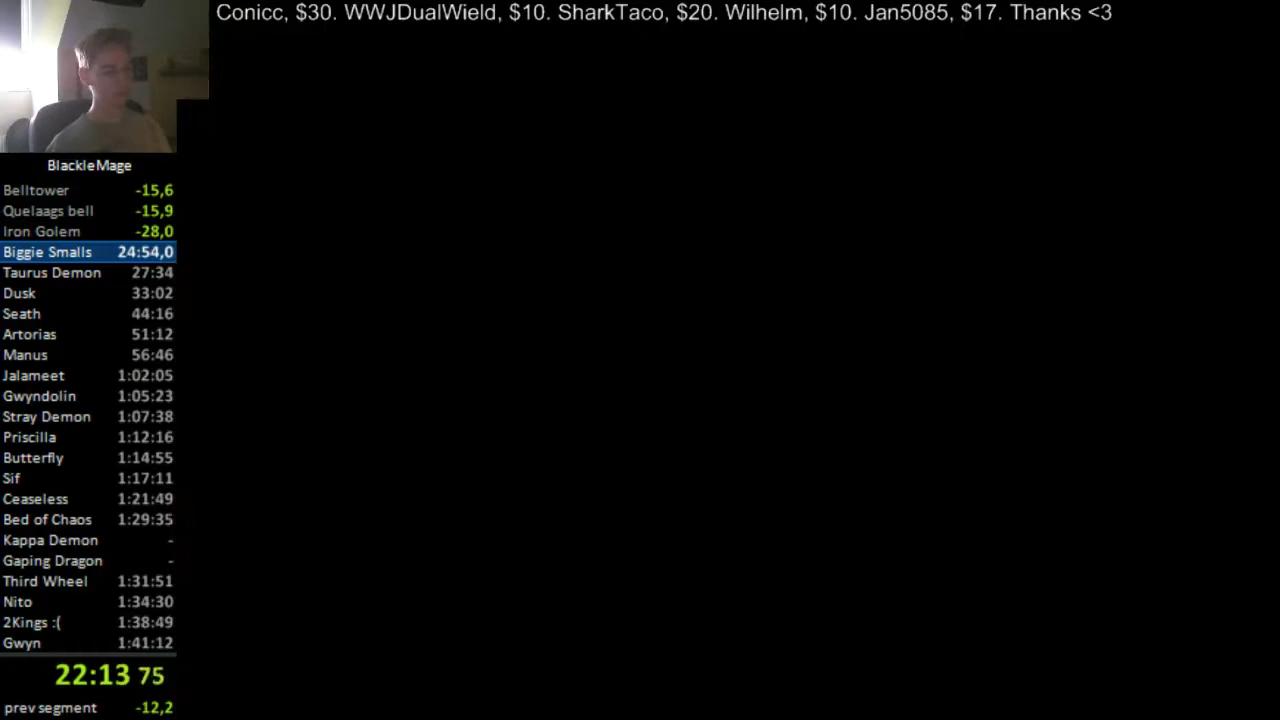 Conicc, $30. WWJDualWield, $10. SharkTaco, $20. Wilhelm, $10. Jan5085, $17. Thanks <3
BlackleMage
Belltower -15,6
Quelaags bell -15,9
Iron Golem -28,0
Biggie Smalls 24:54,0
Taurus Demon 27:34
Dusk 33:02
Seath 44:16
Artorias 51:12
Manus 56:46
Jalameet 1:02:05
Gwyndolin 1:05:23
Stray Demon 1:07:38
Priscilla 1:12:16
Butterfly 1:14:55
Sif 1:17:11
Ceaseless 1:21:49
Bed of Chaos 1:29:35
Kappa Demon -
Gaping Dragon -
Third Wheel 1:31:51
Nito 1:34:30
2Kings :( 1:38:49
Gwyn 1:41:12
22:13 75
prev segment -12,2